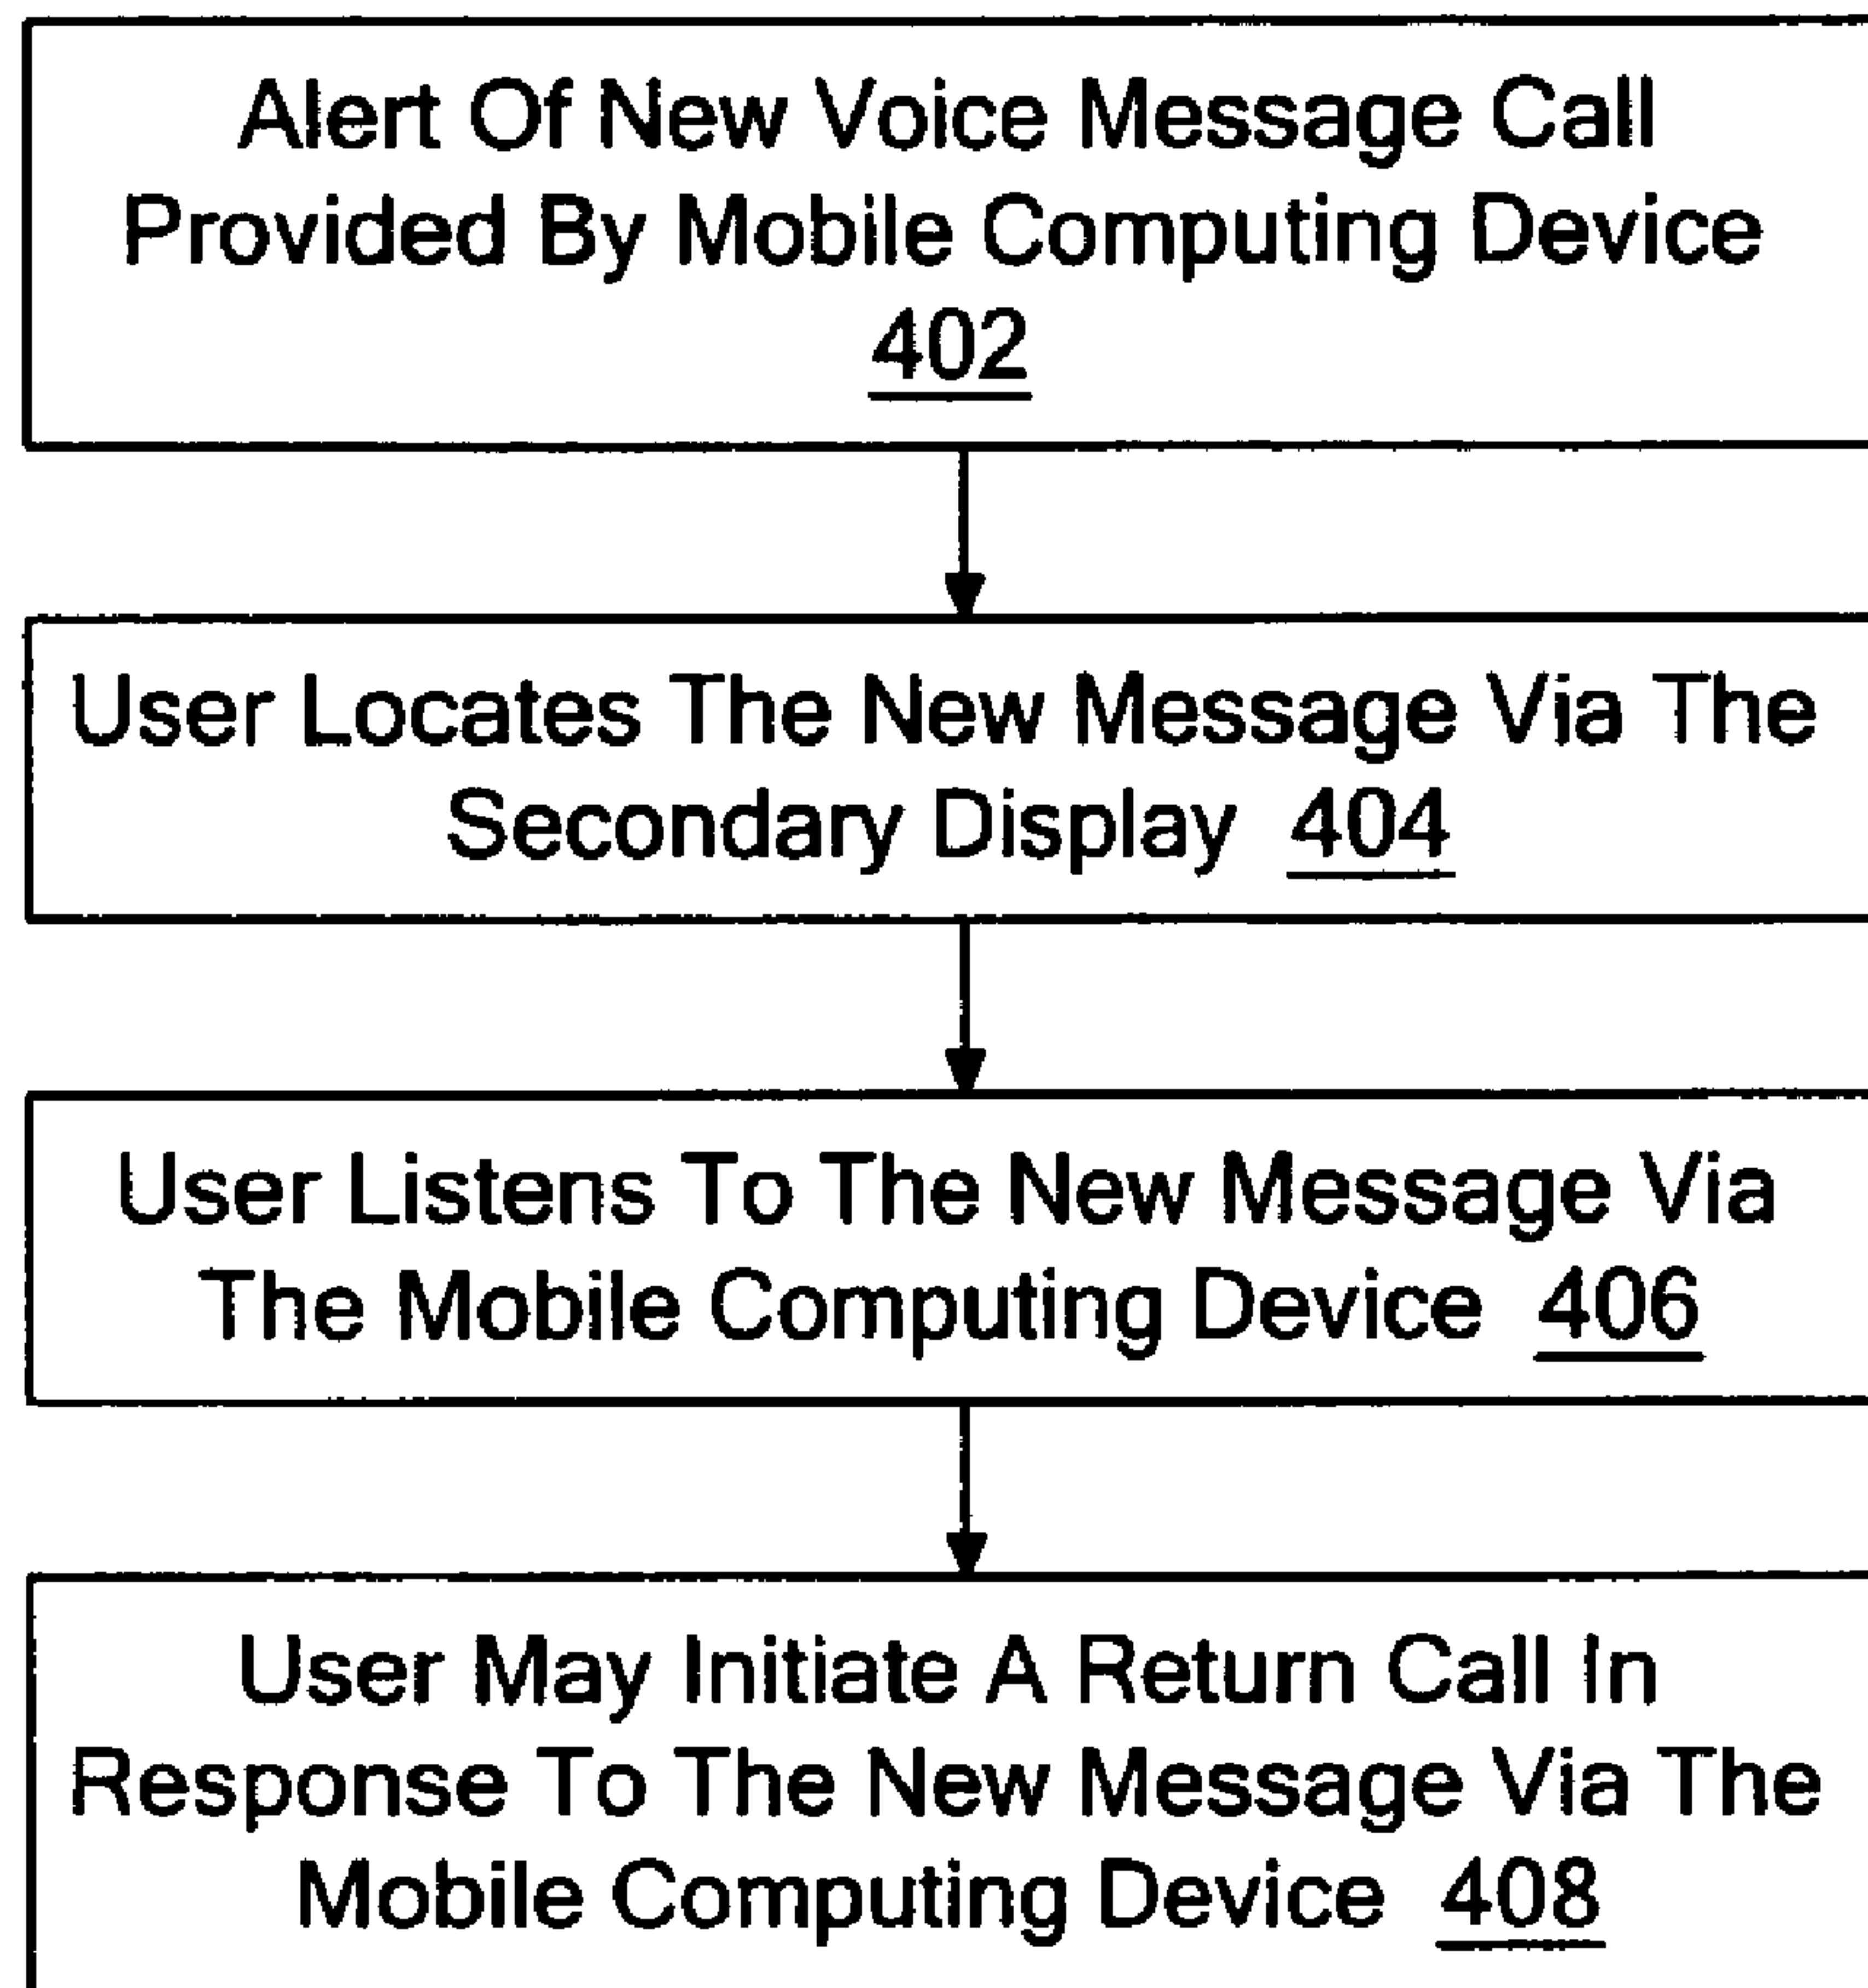 Alert Of New Voice Message Call
Provided By Mobile Computing Device
402
User Locates The New Message Via The
Secondary Display 404
User Listens To The New Message Via
The Mobile Computing Device 406
User May Initiate A Return Call In
Response To The New Message Via The
Mobile Computing Device 408